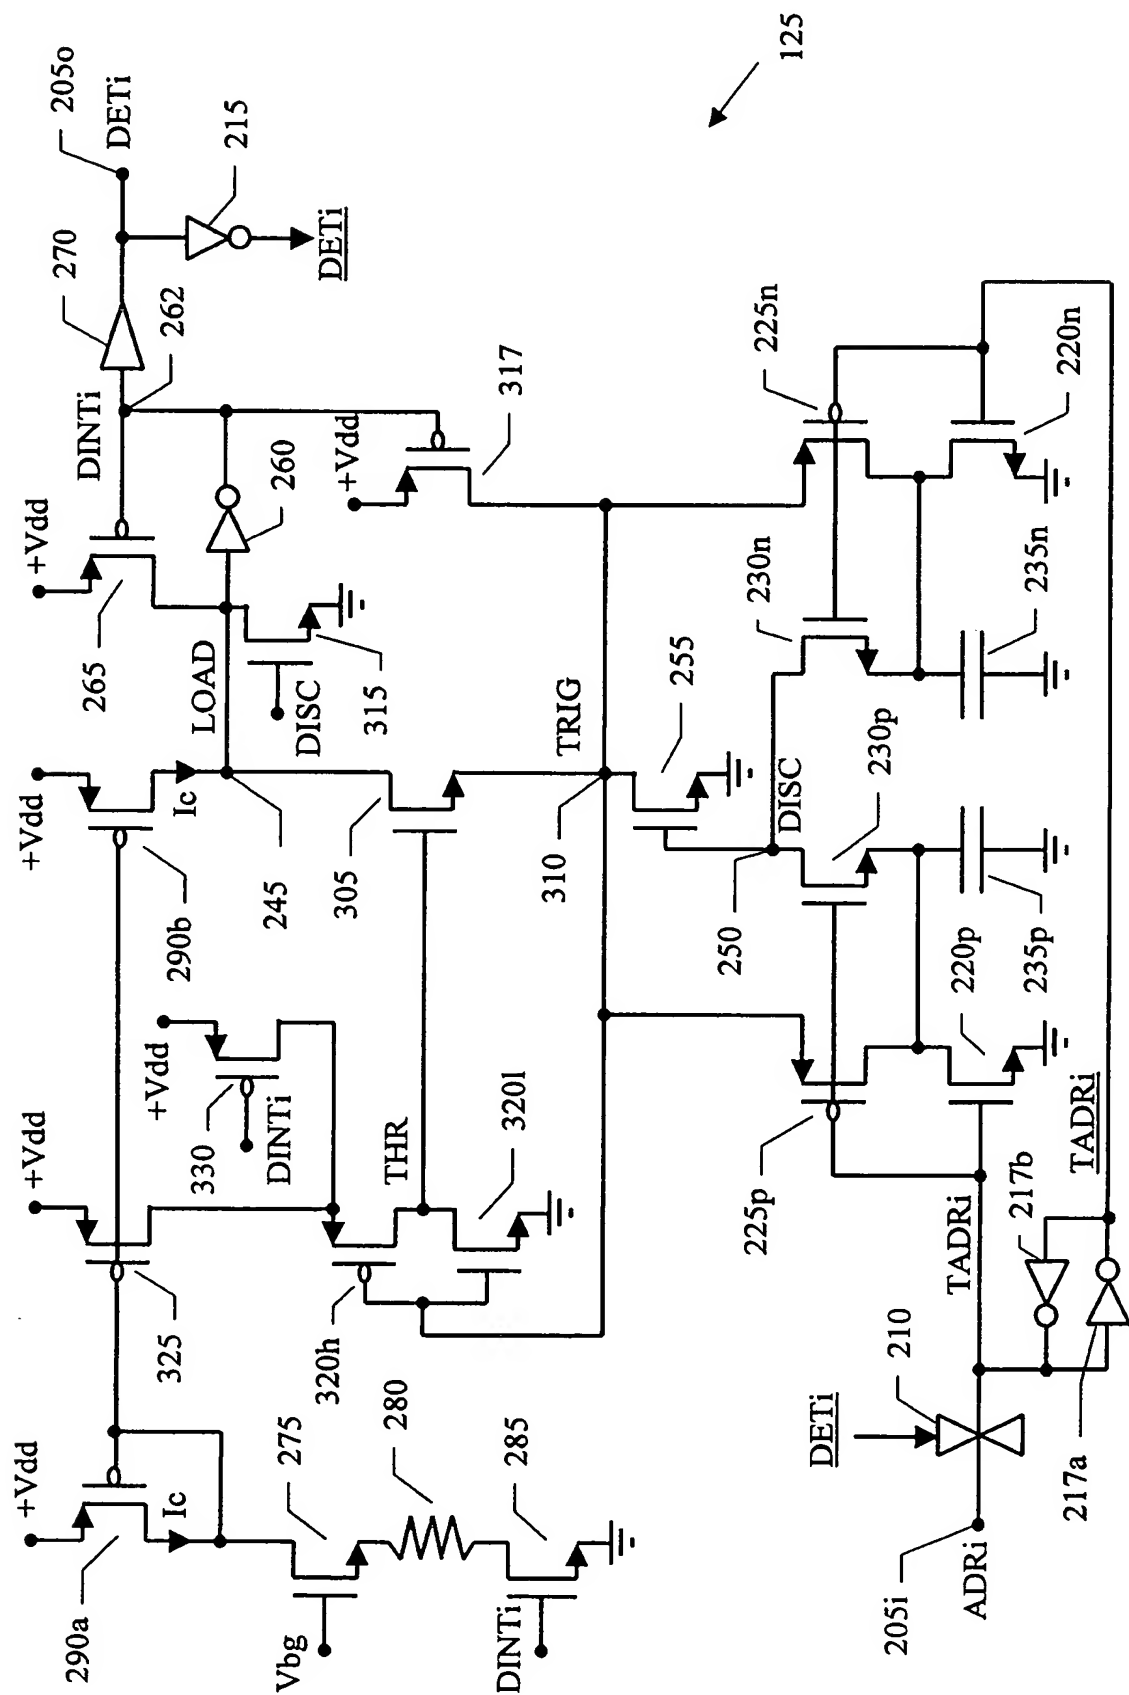 125
205o
DETi
215
DETi
270
262
DINTi
317
+Vdd
260
+Vdd
265
LOAD
DISC
315
225n
220n
230n
235n
255
TRIG
230p
DISC
+Vdd
Ic
290b
245
305
310
250
220p
235p
+Vdd
330
DINTi
THR
320l
225p
TADRi
TADRi
217b
+Vdd
325
320h
210
DETi
217a
+Vdd
Ic
290a
275
280
285
Vbg
DINTi
205i
ADRi